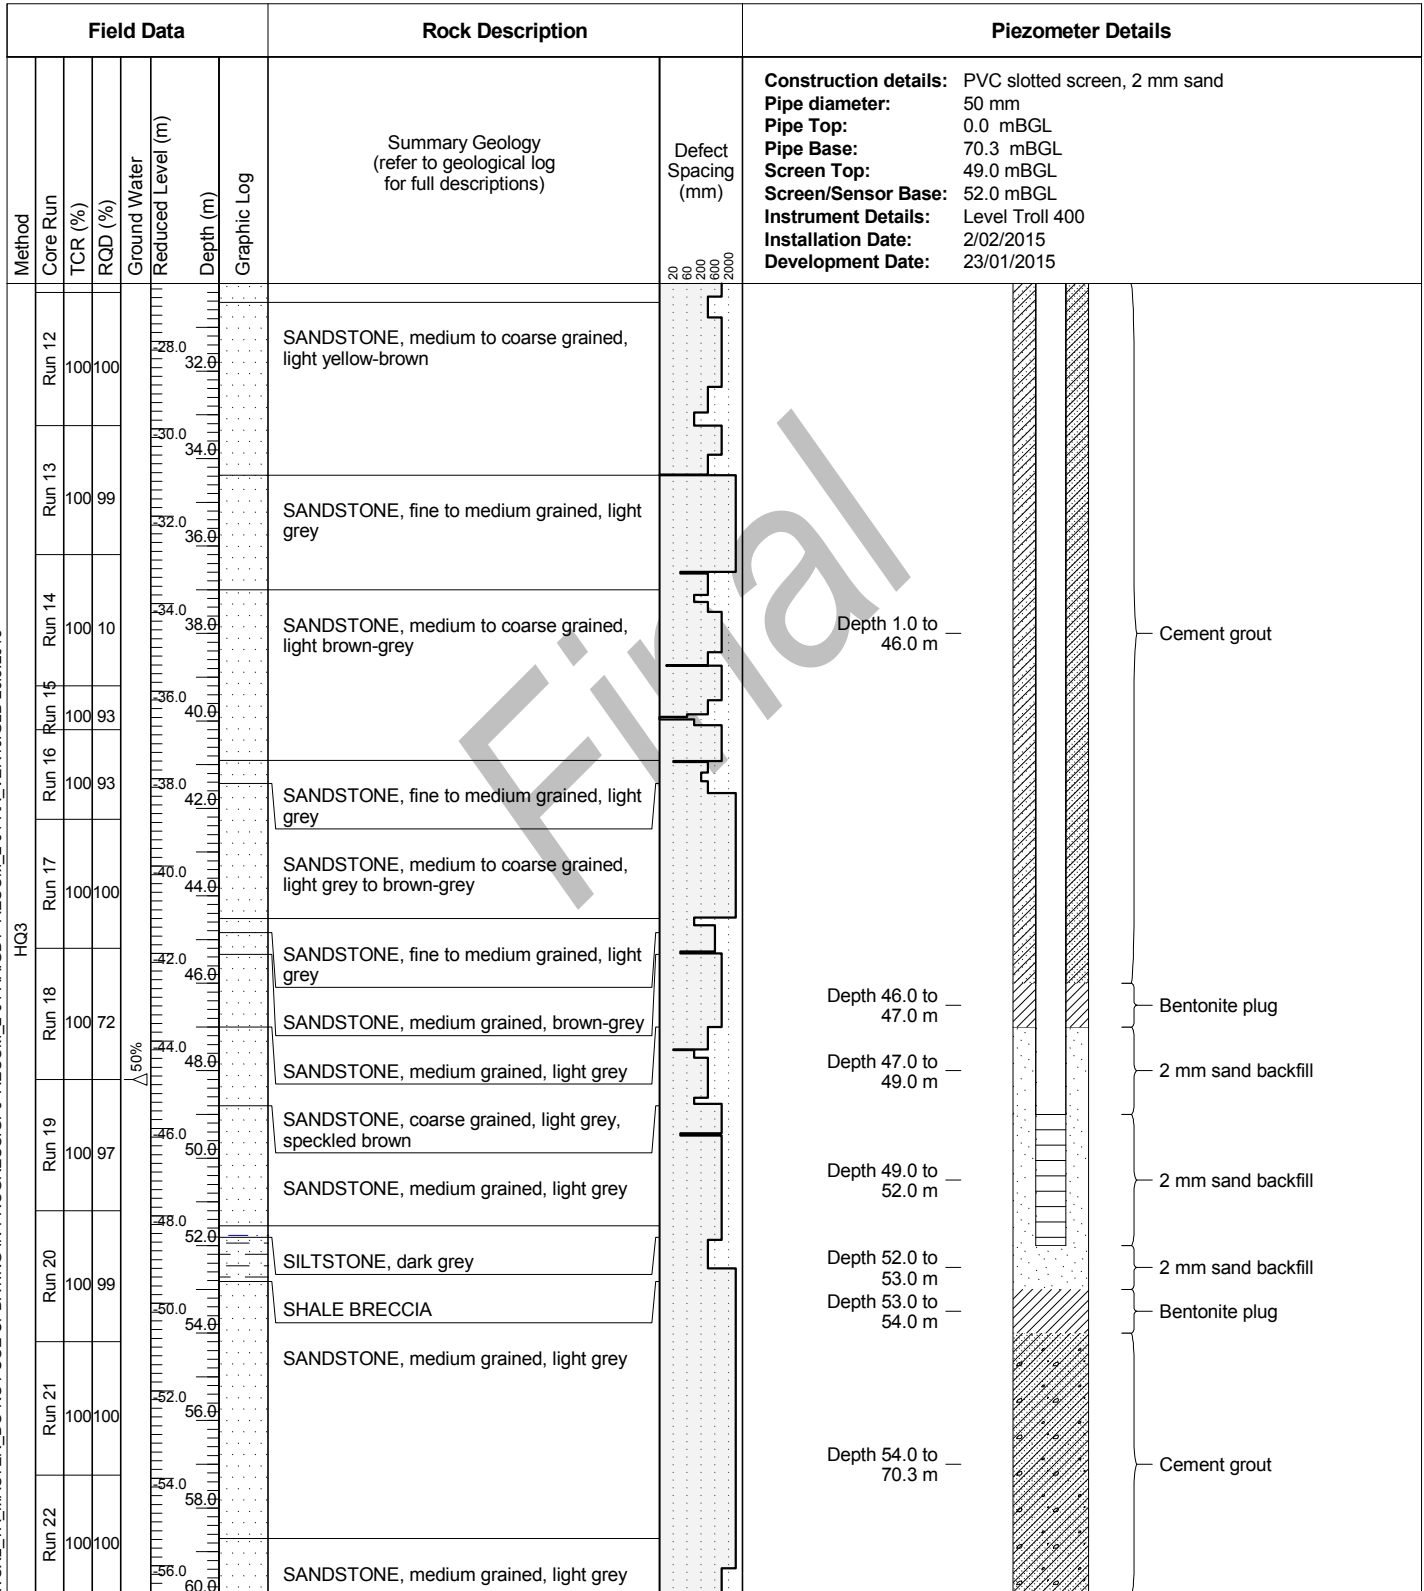 Field Data
Rock Description
Piezometer Details
Method
Core Run
TCR (%)
RQD (%)
Ground Water
Reduced Level (m)
Depth (m)
Graphic Log
Summary Geology
(refer to geological log
for full descriptions)
Defect
Spacing
(mm)
20
60
200
600
2000
Construction details: PVC slotted screen, 2 mm sand
Pipe diameter: 50 mm
Pipe Top: 0.0 mBGL
Pipe Base: 70.3 mBGL
Screen Top: 49.0 mBGL
Screen/Sensor Base: 52.0 mBGL
Instrument Details: Level Troll 400
Installation Date: 2/02/2015
Development Date: 23/01/2015
HQ3
Run 12
100 100
Run 13
100 99
Run 14
100 10
Run 15
100 93
Run 16
100 93
Run 17
100 100
Run 18
100 72
Run 19
100 97
Run 20
100 99
Run 21
100 100
Run 22
100 100
50%
-28.0
32.0
-30.0
34.0
-32.0
36.0
-34.0
38.0
-36.0
40.0
-38.0
42.0
-40.0
44.0
-42.0
46.0
-44.0
48.0
-46.0
50.0
-48.0
52.0
-50.0
54.0
-52.0
56.0
-54.0
58.0
-56.0
60.0
SANDSTONE, medium to coarse grained,
light yellow-brown
SANDSTONE, fine to medium grained, light
grey
SANDSTONE, medium to coarse grained,
light brown-grey
SANDSTONE, fine to medium grained, light
grey
SANDSTONE, medium to coarse grained,
light grey to brown-grey
SANDSTONE, fine to medium grained, light
grey
SANDSTONE, medium grained, brown-grey
SANDSTONE, medium grained, light grey
SANDSTONE, coarse grained, light grey,
speckled brown
SANDSTONE, medium grained, light grey
SILTSTONE, dark grey
SHALE BRECCIA
SANDSTONE, medium grained, light grey
SANDSTONE, medium grained, light grey
Final
Depth 1.0 to
46.0 m
Cement grout
Depth 46.0 to
47.0 m
Bentonite plug
Depth 47.0 to
49.0 m
2 mm sand backfill
Depth 49.0 to
52.0 m
2 mm sand backfill
Depth 52.0 to
53.0 m
2 mm sand backfill
Depth 53.0 to
54.0 m
Bentonite plug
Depth 54.0 to
70.3 m
Cement grout